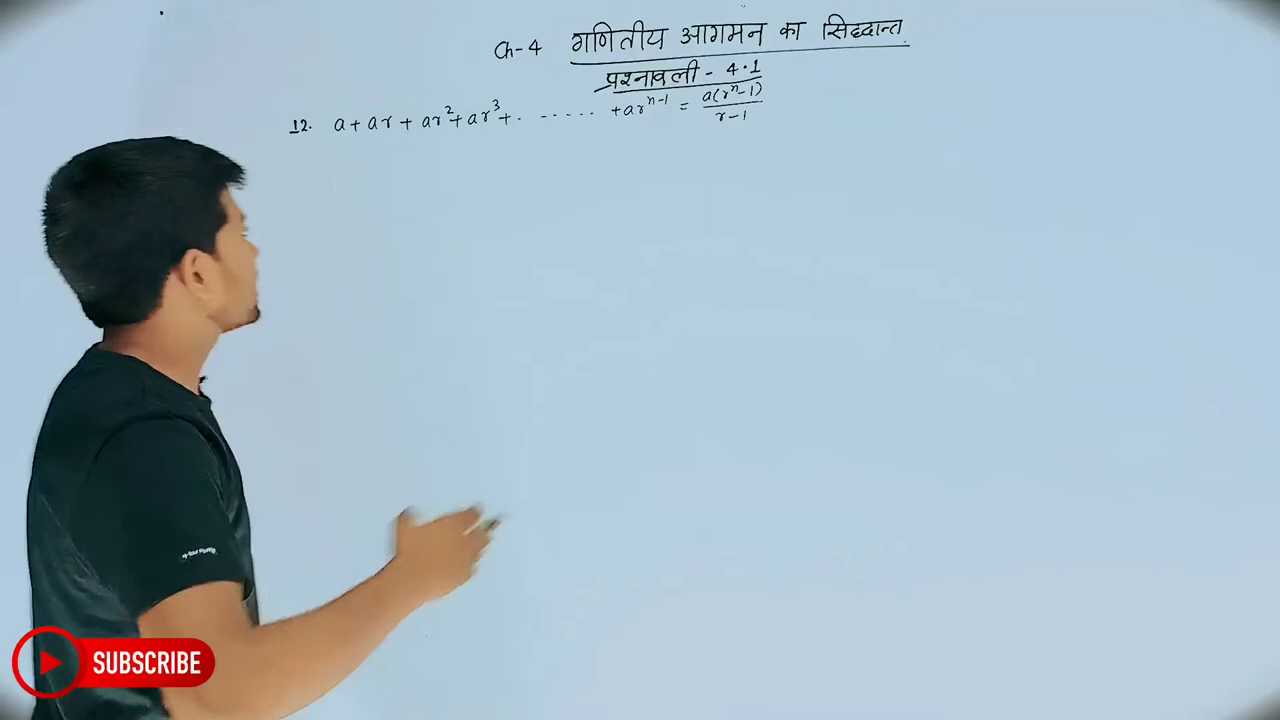 Ch-4 गणितीय आगमन का सिद्धान्त
प्रश्नावली - 4.1
12. a + ar + ar² + ar³ + . - . . . . . + arⁿ⁻¹ = a(rⁿ-1)/r-1
SUBSCRIBE